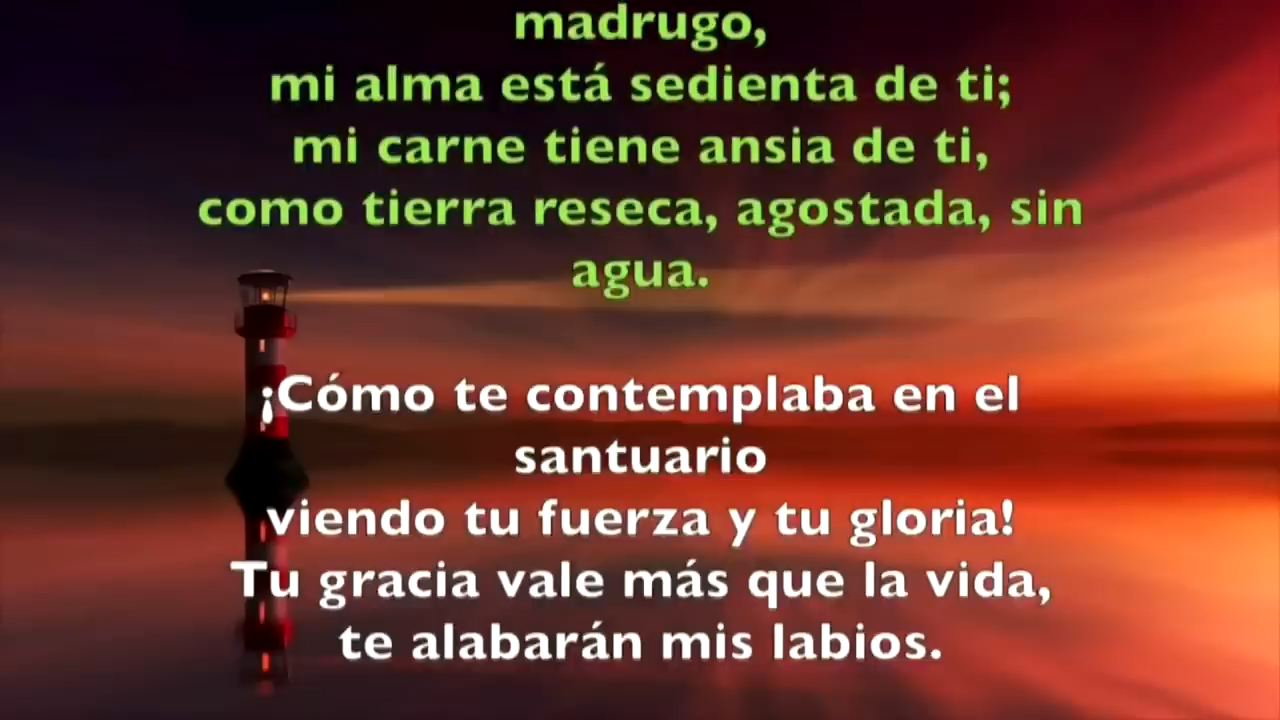 madrugo,
mi alma está sedienta de ti;
mi carne tiene ansia de ti,
como tierra reseca, agostada, sin
agua.
¡Cómo te contemplaba en el
santuario
viendo tu fuerza y tu gloria!
Tu gracia vale más que la vida,
te alabarán mis labios.